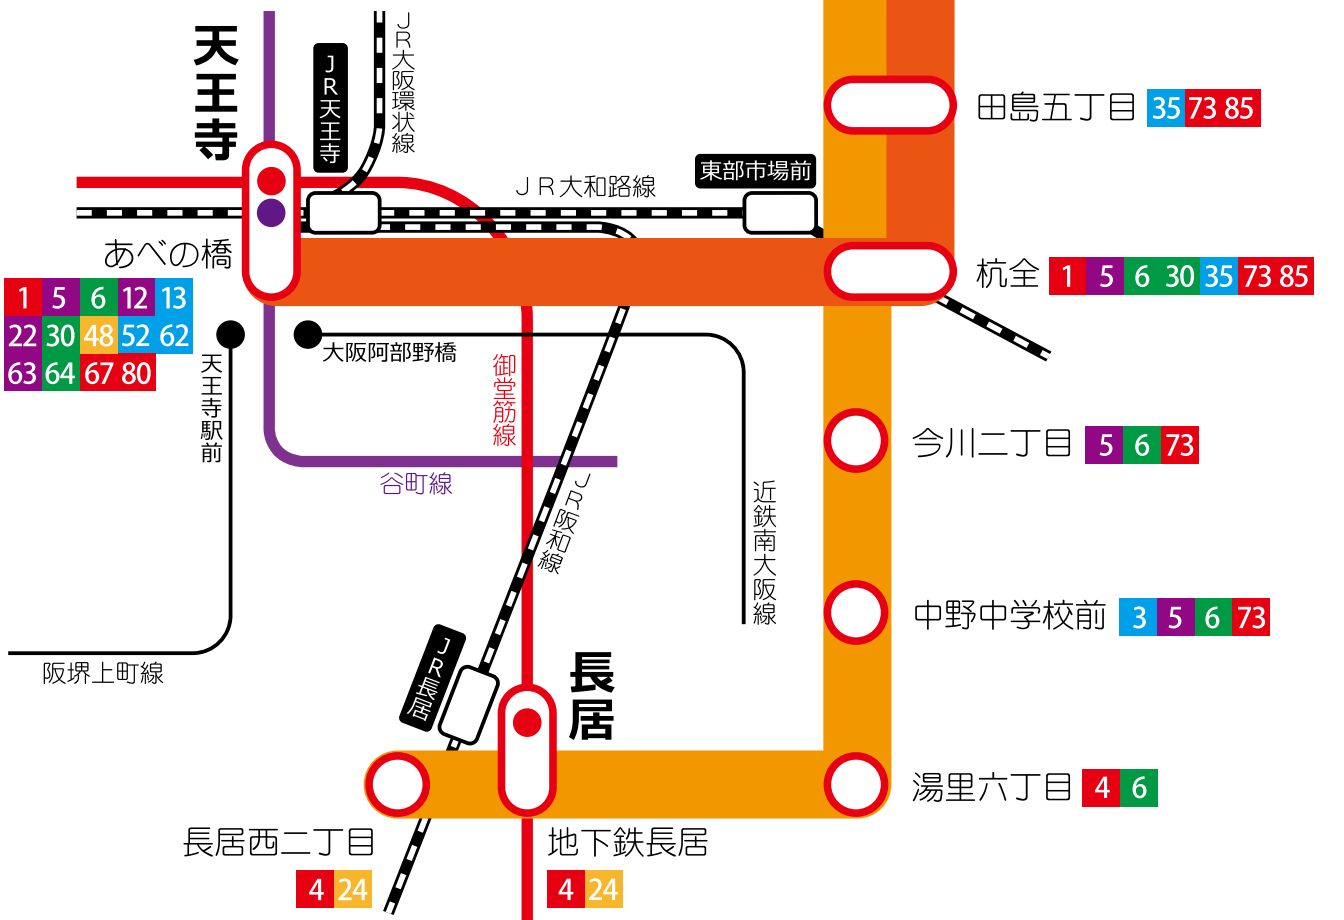 天王寺
JR天王寺
JR大阪環状線
田島五丁目
35 73 85
JR大和路線
東部市場前
あべの橋
杭全
1 5 6 30 35 73 85
1 5 6 12 13
22 30 48 52 62
63 64 67 80
大阪阿部野橋
天王寺駅前
御堂筋線
今川二丁目
5 6 73
谷町線
JR阪和線
近鉄南大阪線
中野中学校前
3 5 6 73
阪堺上町線
JR長居
長居
湯里六丁目
4 6
長居西二丁目
4 24
地下鉄長居
4 24